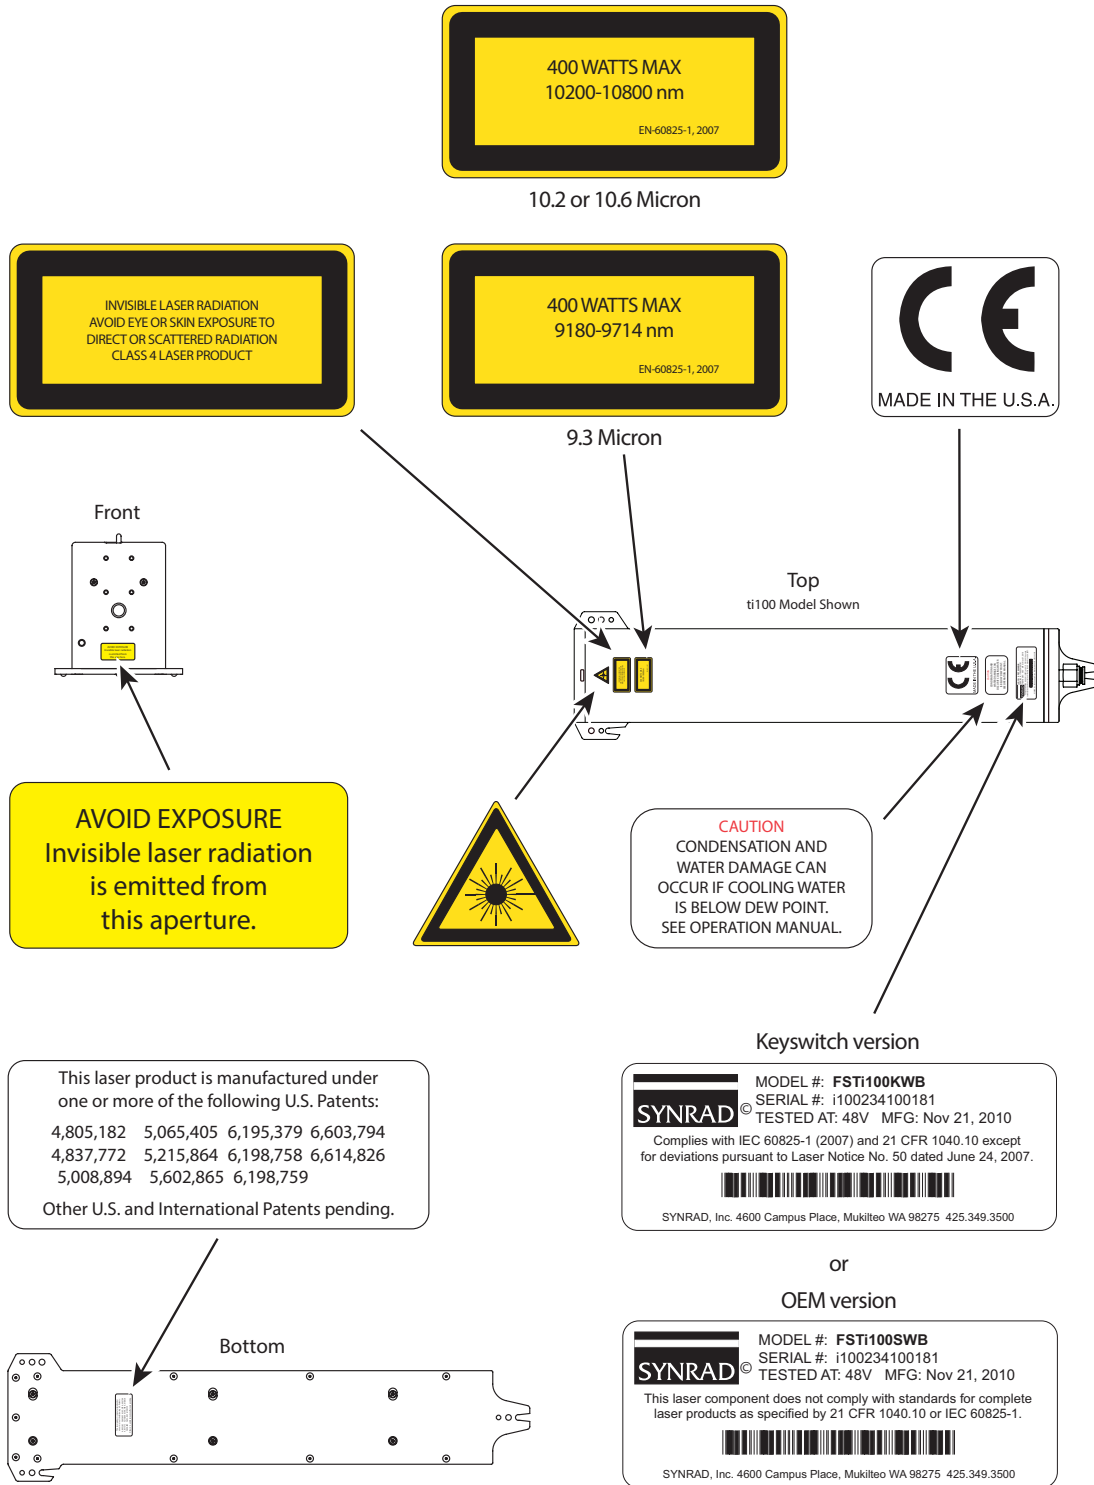 400 WATTS MAX
10200-10800 nm
EN-60825-1, 2007
10.2 or 10.6 Micron
INVISIBLE LASER RADIATION
AVOID EYE OR SKIN EXPOSURE TO
DIRECT OR SCATTERED RADIATION
CLASS 4 LASER PRODUCT
400 WATTS MAX
9180-9714 nm
EN-60825-1, 2007
9.3 Micron
CE
MADE IN THE U.S.A.
Front
Top
ti100 Model Shown
AVOID EXPOSURE
Invisible laser radiation
is emitted from
this aperture.
CAUTION
CONDENSATION AND
WATER DAMAGE CAN
OCCUR IF COOLING WATER
IS BELOW DEW POINT.
SEE OPERATION MANUAL.
Keyswitch version
SYNRAD ©
MODEL #: FSTi100KWB
SERIAL #: i100234100181
TESTED AT: 48V MFG: Nov 21, 2010
Complies with IEC 60825-1 (2007) and 21 CFR 1040.10 except
for deviations pursuant to Laser Notice No. 50 dated June 24, 2007.
SYNRAD, Inc. 4600 Campus Place, Mukilteo WA 98275 425.349.3500
This laser product is manufactured under
one or more of the following U.S. Patents:
4,805,182 5,065,405 6,195,379 6,603,794
4,837,772 5,215,864 6,198,758 6,614,826
5,008,894 5,602,865 6,198,759
Other U.S. and International Patents pending.
or
OEM version
SYNRAD ©
MODEL #: FSTi100SWB
SERIAL #: i100234100181
TESTED AT: 48V MFG: Nov 21, 2010
This laser component does not comply with standards for complete
laser products as specified by 21 CFR 1040.10 or IEC 60825-1.
SYNRAD, Inc. 4600 Campus Place, Mukilteo WA 98275 425.349.3500
Bottom